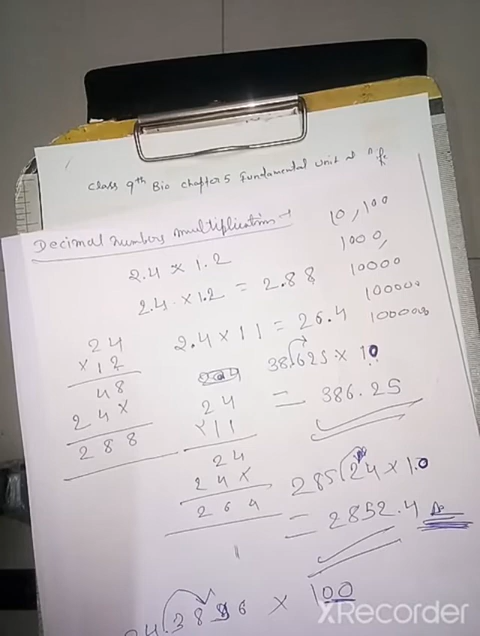 Class 9th Bio chapter 5 fundamental unit of
Decimal numbers multiplication
2.4 × 1.2
2.4 × 1.2 = 2.88
10, 100
1000,
10000
100000
24
×12
48
24×
288
2.4 × 11 = 26.4
24
×11
24
24×
264
38.625 × 10
= 386.25
285.24 × 10
= 2852.4
× 100
XRecorder